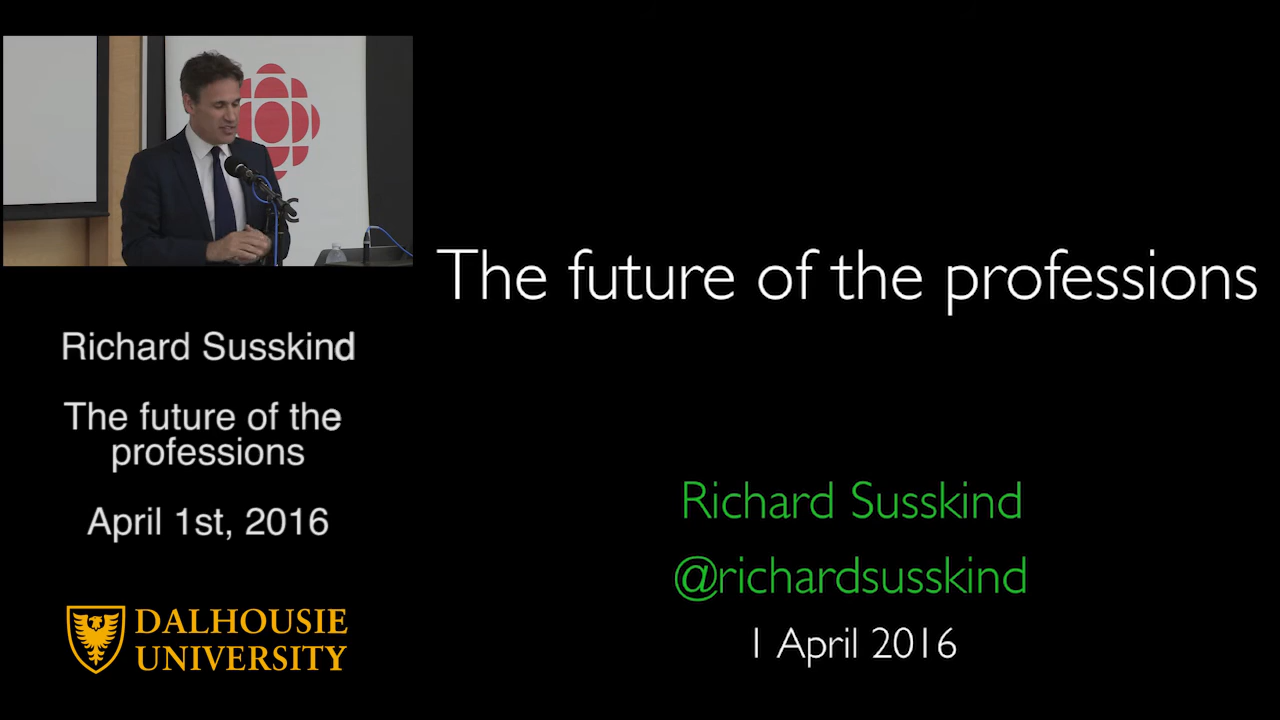 Richard Susskind
The future of the
professions
April 1st, 2016
DALHOUSIE
UNIVERSITY
The future of the professions
Richard Susskind
@richardsusskind
1 April 2016